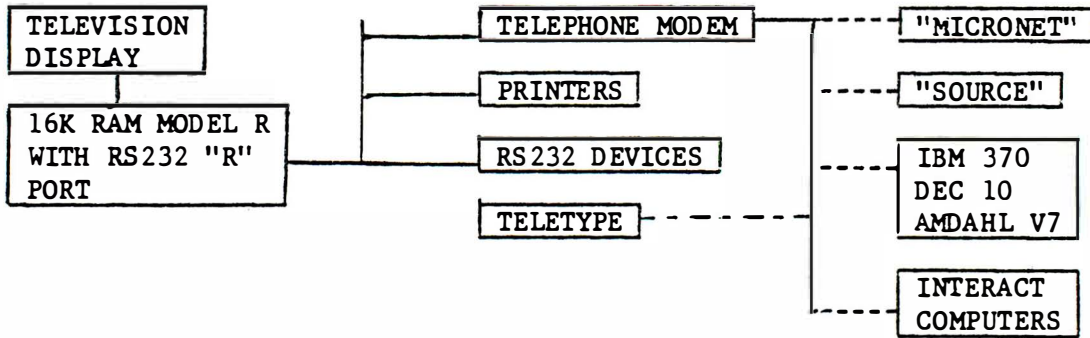 TELEVISION
DISPLAY
16K RAM MODEL R
WITH RS232 "R"
PORT
TELEPHONE MODEM
PRINTERS
RS232 DEVICES
TELETYPE
"MICRONET"
"SOURCE"
IBM 370
DEC 10
AMDAHL V7
INTERACT
COMPUTERS